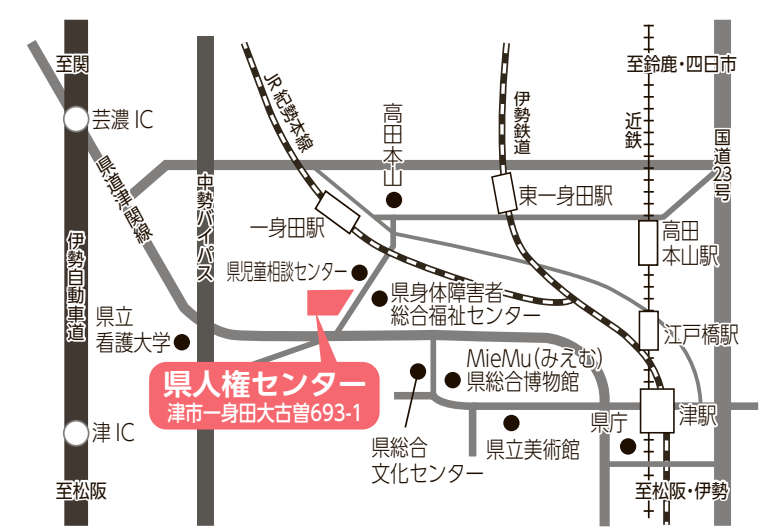 至関
至鈴鹿・四日市
芸濃 IC
JR 紀勢本線
高田本山
伊勢鉄道
近鉄
国道23号
県道津関線
中勢バイパス
東一身田駅
一身田駅
高田
本山駅
伊勢自動車道
県児童相談センター
県身体障害者
総合福祉センター
県立
看護大学
江戸橋駅
MieMu(みえむ)
県総合博物館
県人権センター
津市一身田大古曽693-1
津 IC
県総合
文化センター
県立美術館
県庁
津駅
至松阪
至松阪・伊勢